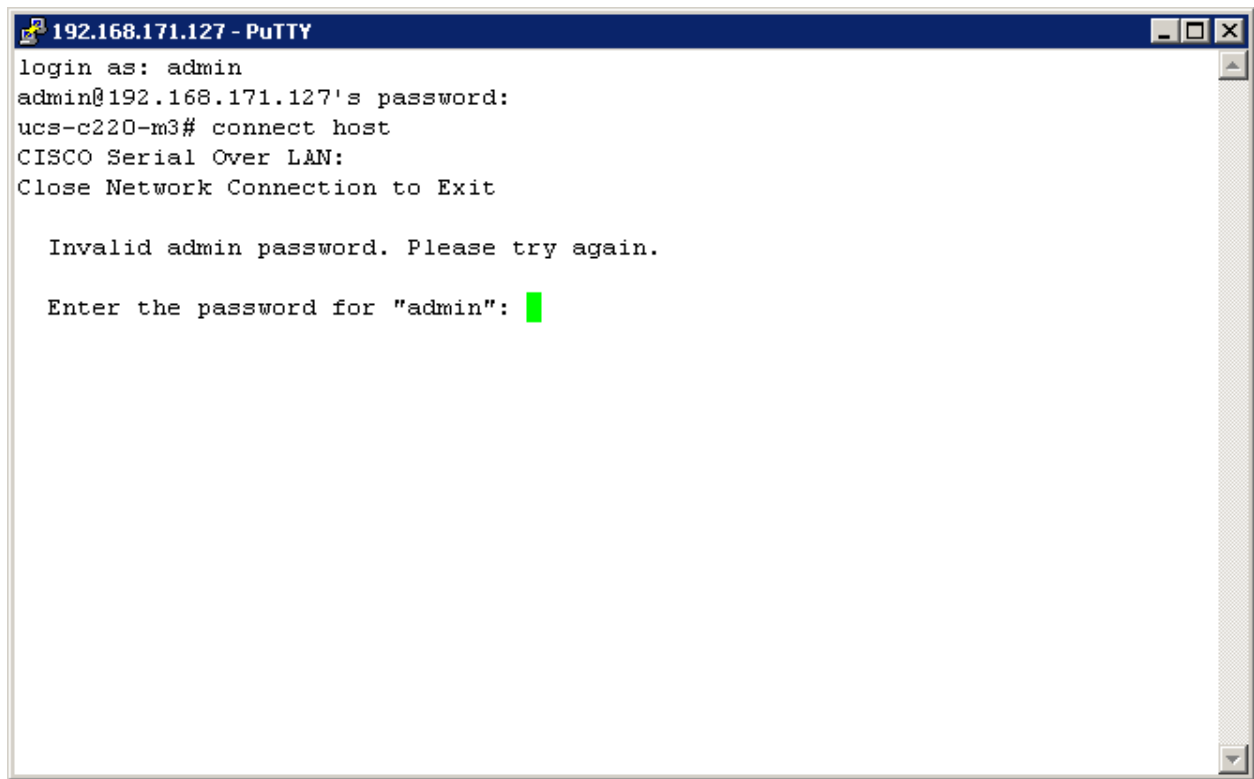 192.168.171.127 - PuTTY
login as: admin
admin@192.168.171.127's password:
ucs-c220-m3# connect host
CISCO Serial Over LAN:
Close Network Connection to Exit
Invalid admin password. Please try again.
Enter the password for "admin":